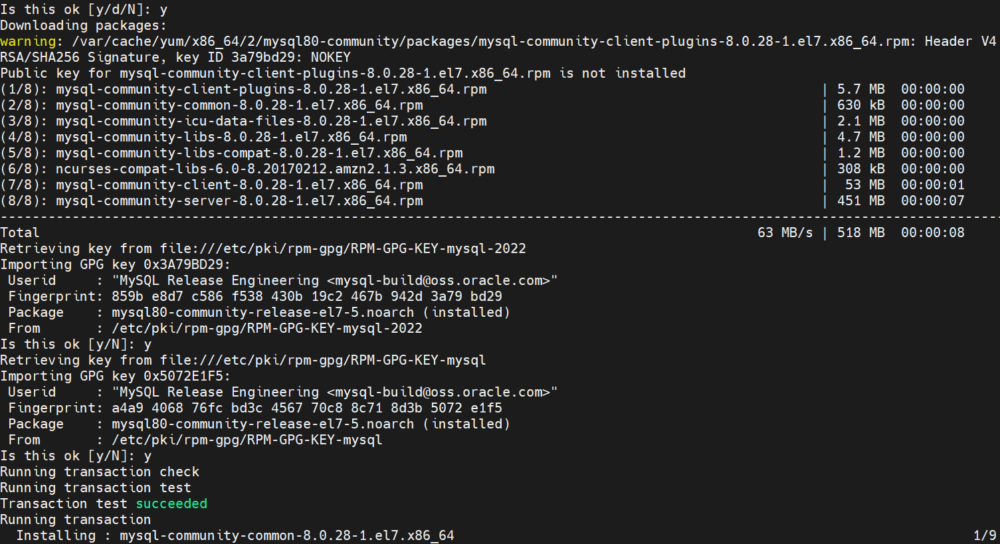 Is this ok [y/d/N]: y
Downloading packages:
warning: /var/cache/yum/x86_64/2/mysql80-community/packages/mysql-community-client-plugins-8.0.28-1.el7.x86_64.rpm: Header V4
RSA/SHA256 Signature, key ID 3a79bd29: NOKEY
Public key for mysql-community-client-plugins-8.0.28-1.el7.x86_64.rpm is not installed
(1/8): mysql-community-client-plugins-8.0.28-1.el7.x86_64.rpm | 5.7 MB 00:00:00
(2/8): mysql-community-common-8.0.28-1.el7.x86_64.rpm | 630 kB 00:00:00
(3/8): mysql-community-icu-data-files-8.0.28-1.el7.x86_64.rpm | 2.1 MB 00:00:00
(4/8): mysql-community-libs-8.0.28-1.el7.x86_64.rpm | 4.7 MB 00:00:00
(5/8): mysql-community-libs-compat-8.0.28-1.el7.x86_64.rpm | 1.2 MB 00:00:00
(6/8): ncurses-compat-libs-6.0-8.20170212.amzn2.1.3.x86_64.rpm | 308 kB 00:00:00
(7/8): mysql-community-client-8.0.28-1.el7.x86_64.rpm | 53 MB 00:00:01
(8/8): mysql-community-server-8.0.28-1.el7.x86_64.rpm | 451 MB 00:00:07
------------------------------------------------------------------------------------------------------------------------------
Total 63 MB/s | 518 MB 00:00:08
Retrieving key from file:///etc/pki/rpm-gpg/RPM-GPG-KEY-mysql-2022
Importing GPG key 0x3A79BD29:
 Userid     : "MySQL Release Engineering <mysql-build@oss.oracle.com>"
 Fingerprint: 859b e8d7 c586 f538 430b 19c2 467b 942d 3a79 bd29
 Package    : mysql80-community-release-el7-5.noarch (installed)
 From       : /etc/pki/rpm-gpg/RPM-GPG-KEY-mysql-2022
Is this ok [y/N]: y
Retrieving key from file:///etc/pki/rpm-gpg/RPM-GPG-KEY-mysql
Importing GPG key 0x5072E1F5:
 Userid     : "MySQL Release Engineering <mysql-build@oss.oracle.com>"
 Fingerprint: a4a9 4068 76fc bd3c 4567 70c8 8c71 8d3b 5072 e1f5
 Package    : mysql80-community-release-el7-5.noarch (installed)
 From       : /etc/pki/rpm-gpg/RPM-GPG-KEY-mysql
Is this ok [y/N]: y
Running transaction check
Running transaction test
Transaction test succeeded
Running transaction
  Installing : mysql-community-common-8.0.28-1.el7.x86_64 1/9